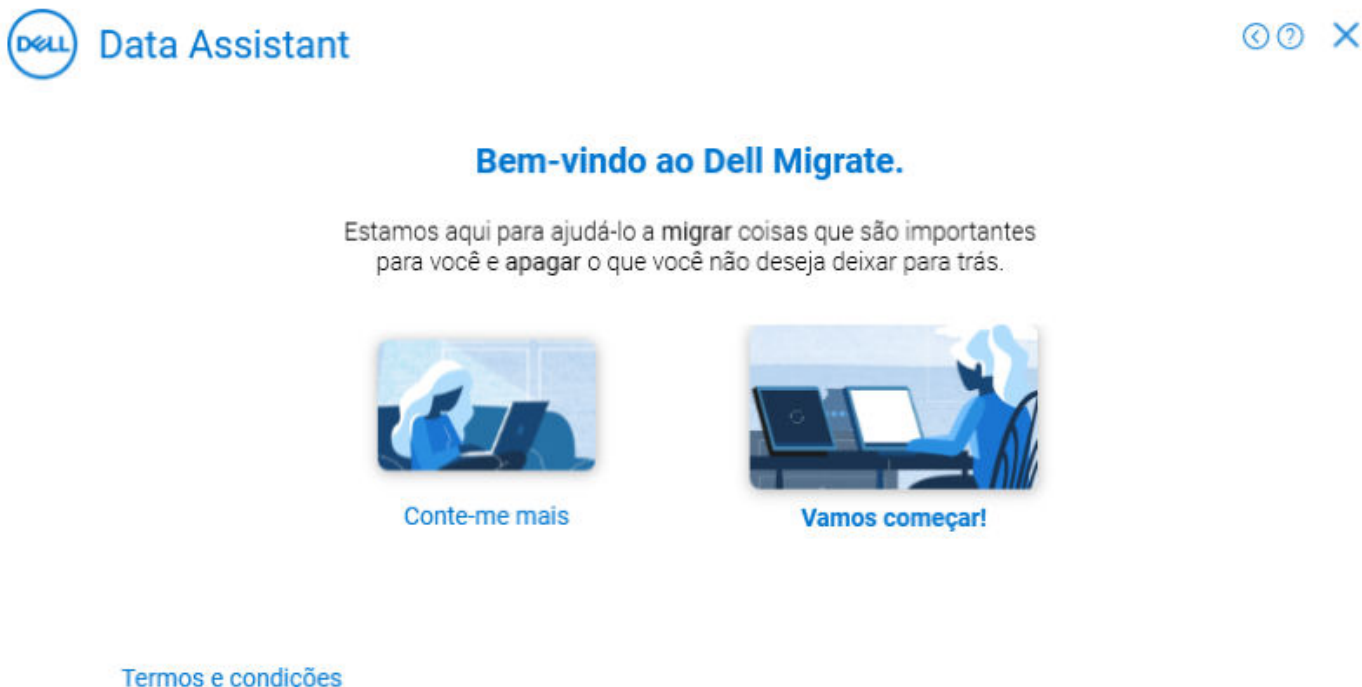 DELL Data Assistant
Bem-vindo ao Dell Migrate.
Estamos aqui para ajudá-lo a migrar coisas que são importantes
para você e apagar o que você não deseja deixar para trás.
Conte-me mais
Vamos começar!
Termos e condições